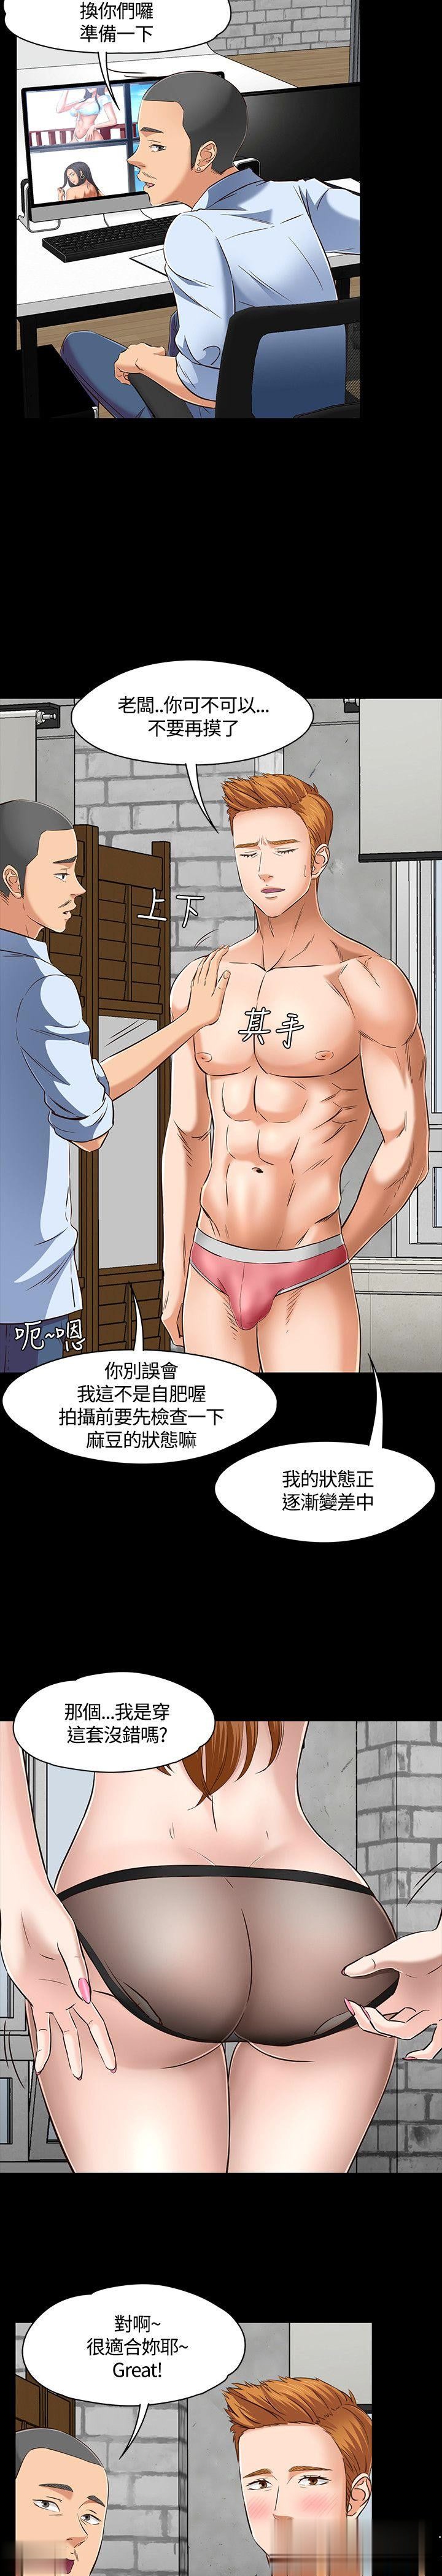 換你們囉
準備一下
老闆..你可不可以...
不要再摸了
上下
其手
呃~嗯
你別誤會
我這不是自肥喔
拍攝前要先檢查一下
麻豆的狀態嘛
我的狀態正
逐漸變差中
那個...我是穿
這套沒錯嗎?
對啊~
很適合妳耶~
Great!